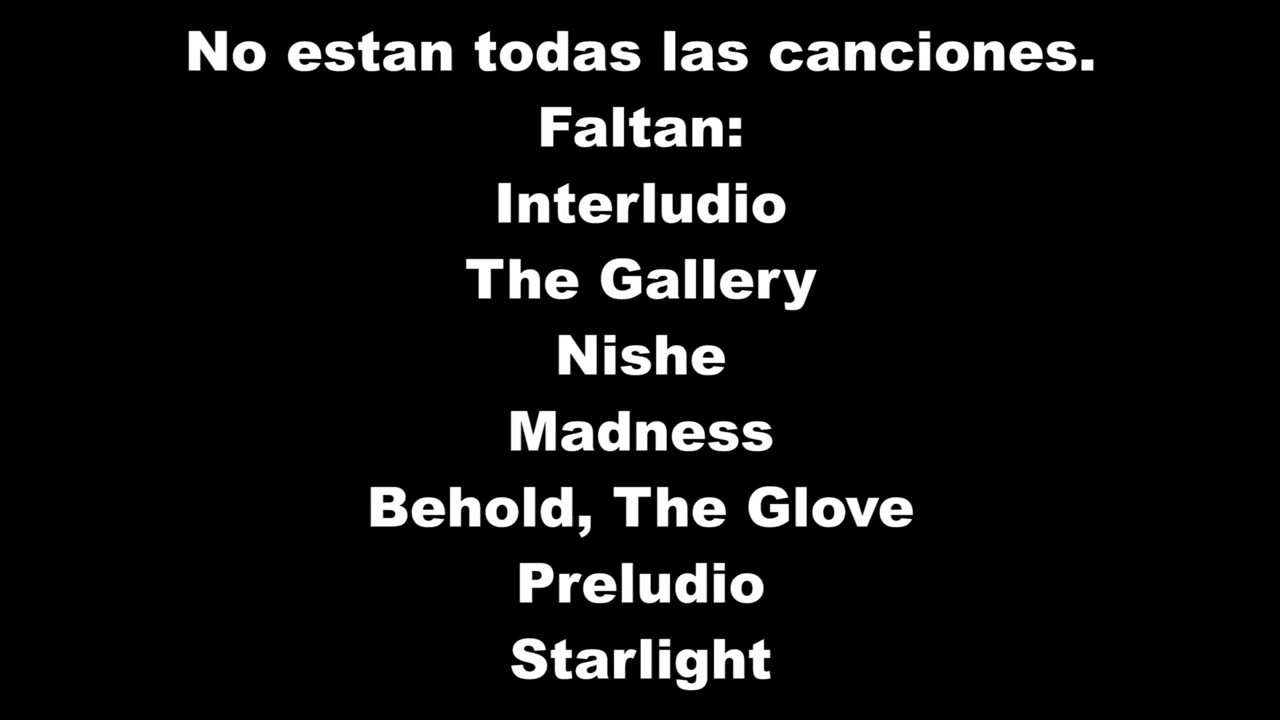 No estan todas las canciones.
Faltan:
Interludio
The Gallery
Nishe
Madness
Behold, The Glove
Preludio
Starlight